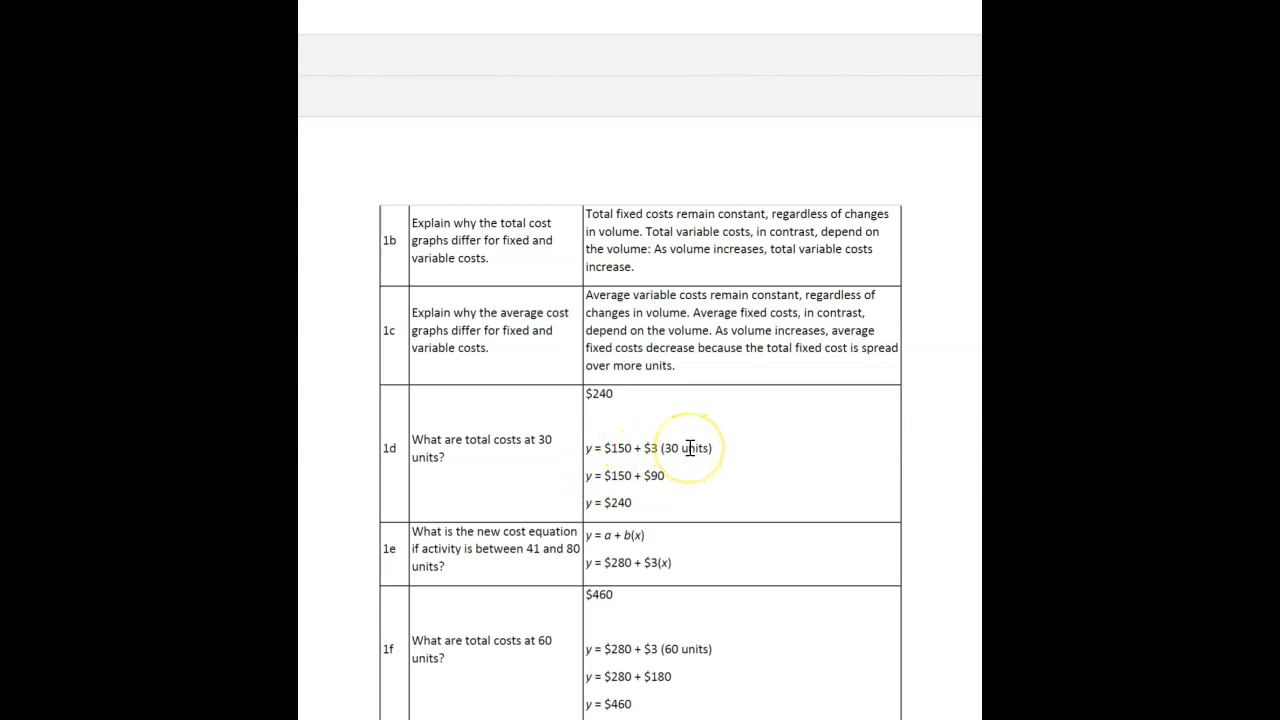 1b
Explain why the total cost
graphs differ for fixed and
variable costs.
Total fixed costs remain constant, regardless of changes
in volume. Total variable costs, in contrast, depend on
the volume: As volume increases, total variable costs
increase.
1c
Explain why the average cost
graphs differ for fixed and
variable costs.
Average variable costs remain constant, regardless of
changes in volume. Average fixed costs, in contrast,
depend on the volume. As volume increases, average
fixed costs decrease because the total fixed cost is spread
over more units.
1d
What are total costs at 30
units?
$240
y = $150 + $3 (30 units)
y = $150 + $90
y = $240
1e
What is the new cost equation
if activity is between 41 and 80
units?
y = a + b(x)
y = $280 + $3(x)
1f
What are total costs at 60
units?
$460
y = $280 + $3 (60 units)
y = $280 + $180
y = $460